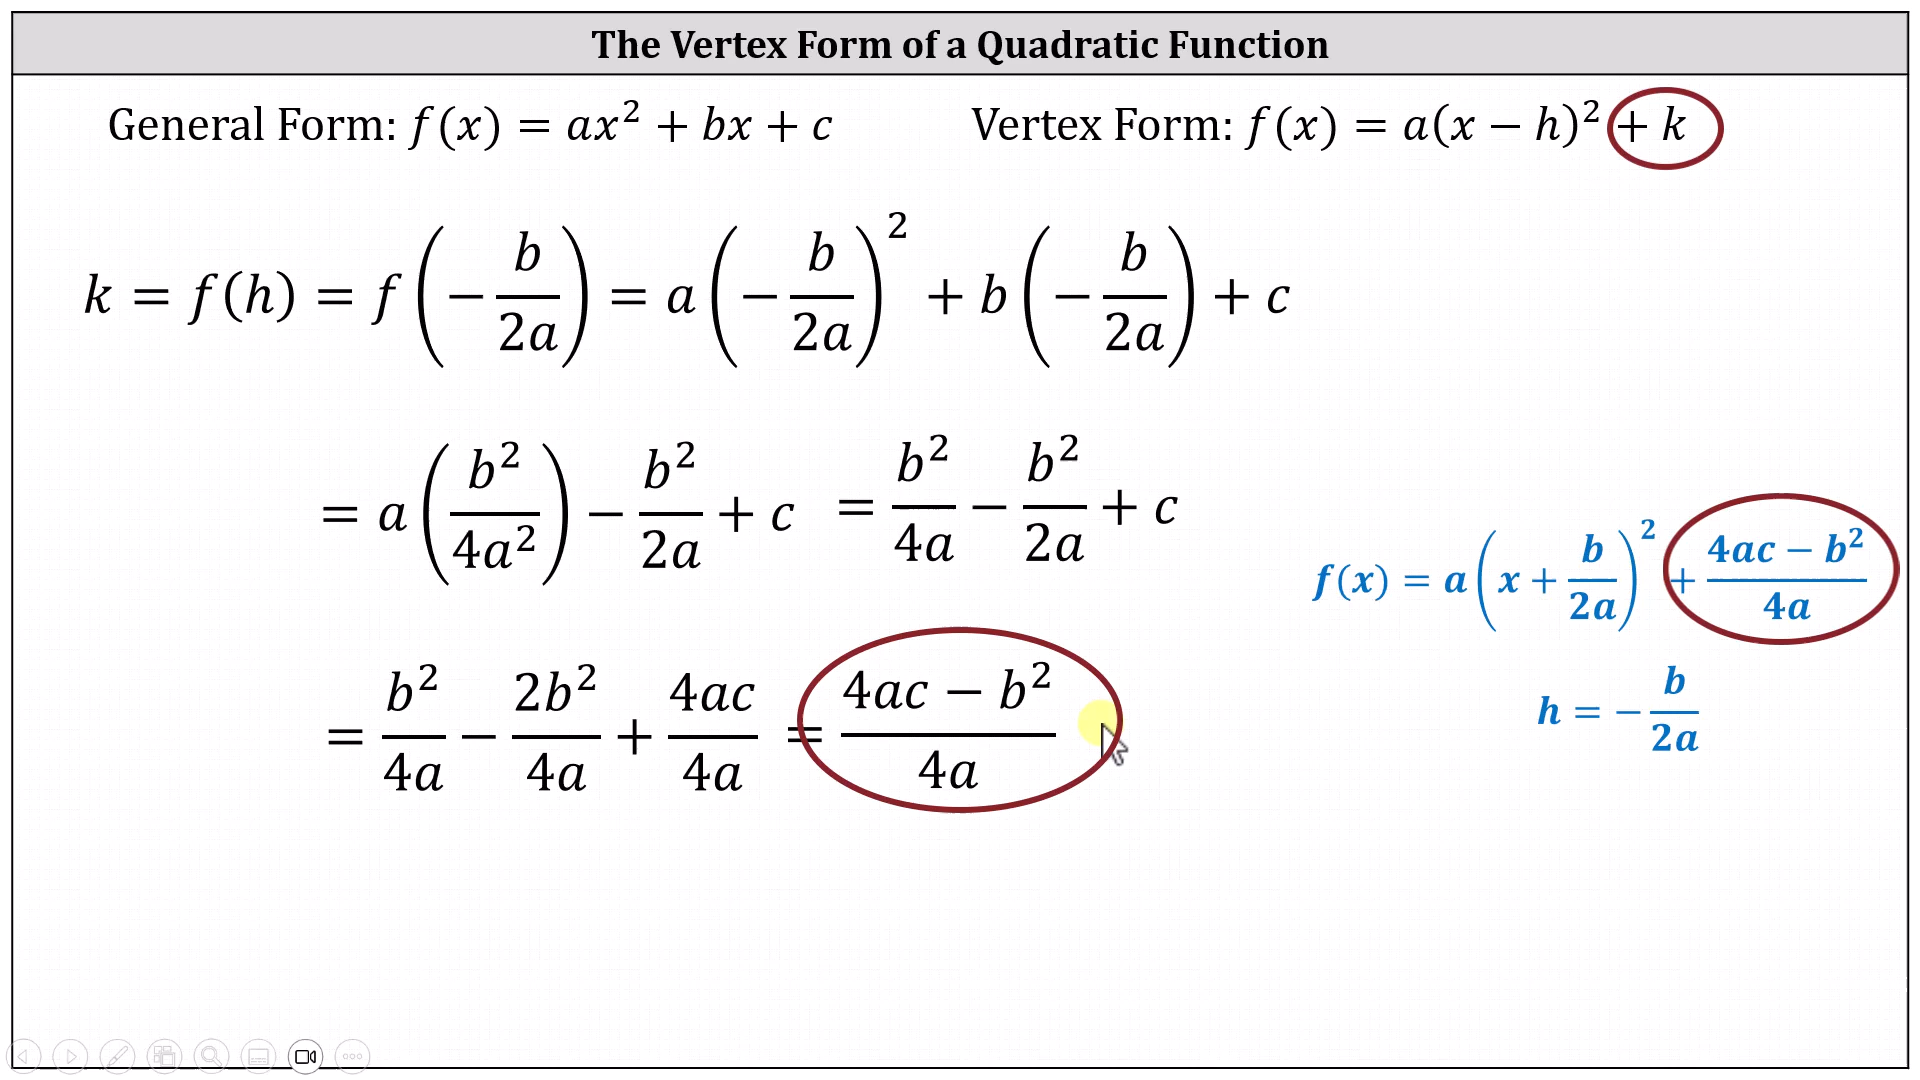 The Vertex Form of a Quadratic Function
General Form: f(x) = ax² + bx + c
Vertex Form: f(x) = a(x − h)² + k
k = f(h) = f(−b/2a) = a(−b/2a)² + b(−b/2a) + c
= a(b²/4a²) − b²/2a + c = b²/4a − b²/2a + c
f(x) = a(x + b/2a)² + (4ac − b²)/4a
= b²/4a − 2b²/4a + 4ac/4a = (4ac − b²)/4a
h = −b/2a